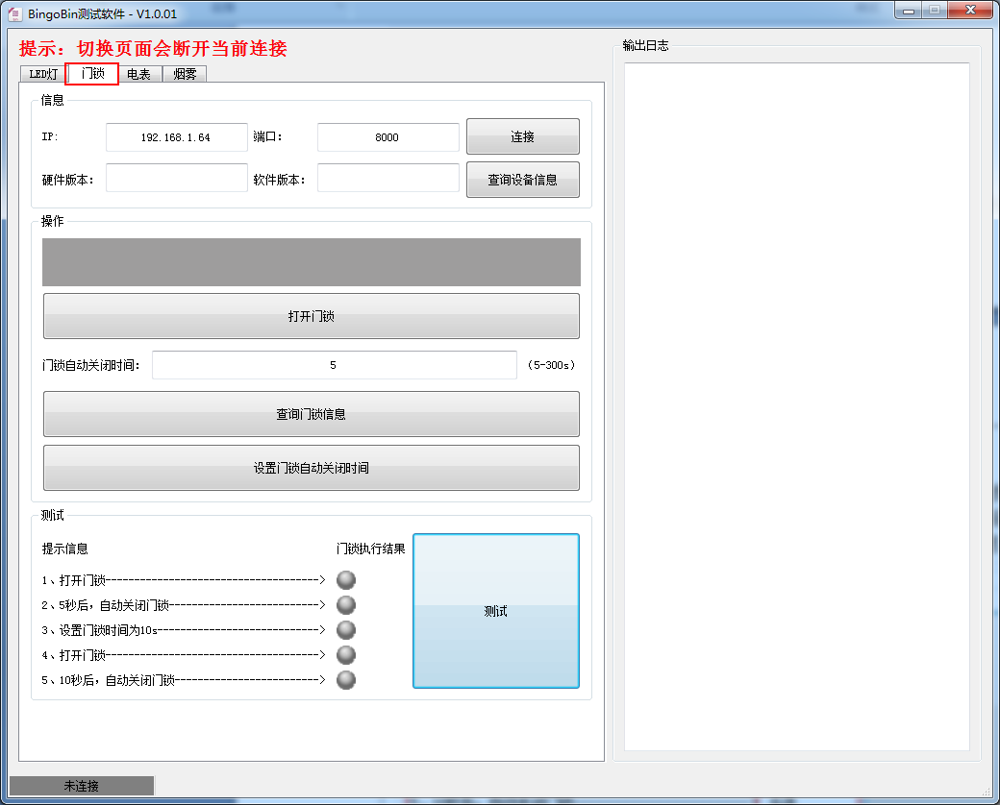 BingoBin测试软件 - V1.0.01
提示：切换页面会断开当前连接
LED灯 门锁 电表 烟雾
信息
IP: 192.168.1.64 端口： 8000 连接
硬件版本： 软件版本： 查询设备信息
操作
打开门锁
门锁自动关闭时间： 5 （5-300s）
查询门锁信息
设置门锁自动关闭时间
测试
提示信息 门锁执行结果
1、打开门锁------------------------------------->
2、5秒后，自动关闭门锁-------------------------->
3、设置门锁时间为10s---------------------------->
4、打开门锁------------------------------------->
5、10秒后，自动关闭门锁------------------------->
测试
输出日志
未连接